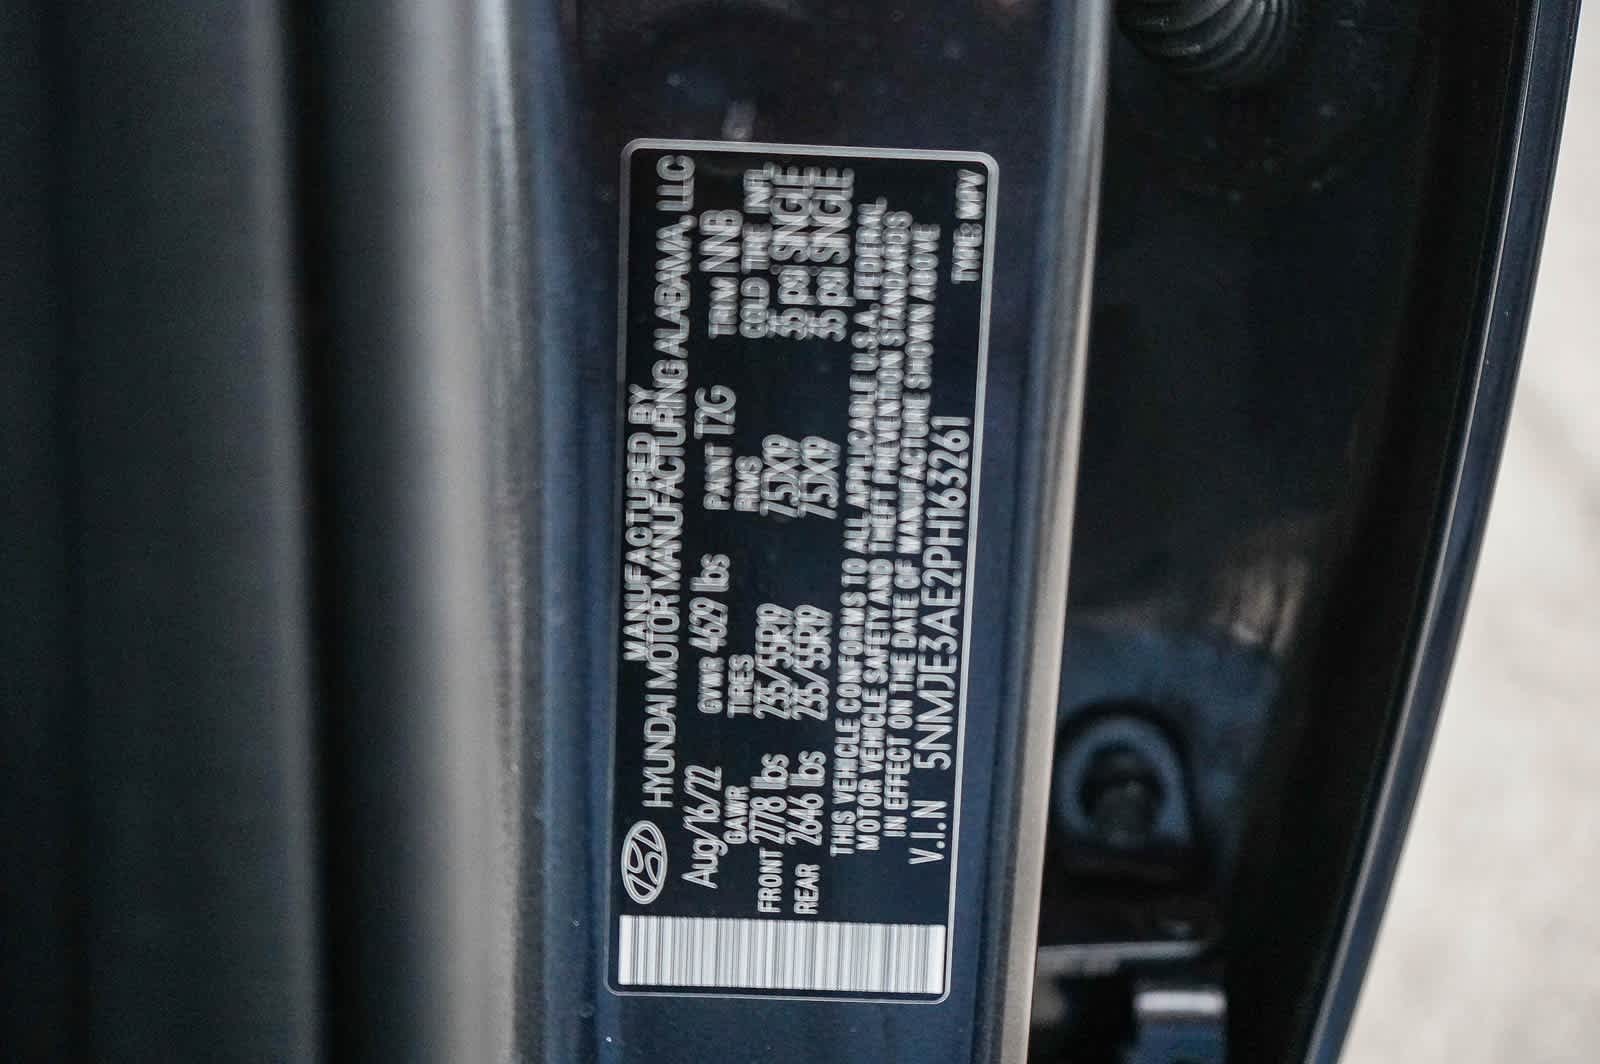 MANUFACTURED BY
HYUNDAI MOTOR MANUFACTURING ALABAMA, LLC
Aug/16/22 GVWR 4629 lbs PAINT T2G TRIM NNB
GAWR TIRES RIMS COLD TIRE INFL
FRONT 2778 lbs 235/55R19 7.5JX19 35 psi SINGLE
REAR 2646 lbs 235/55R19 7.5JX19 35 psi SINGLE
THIS VEHICLE CONFORMS TO ALL APPLICABLE U.S.A. FEDERAL
MOTOR VEHICLE SAFETY AND THEFT PREVENTION STANDARDS
IN EFFECT ON THE DATE OF MANUFACTURE SHOWN ABOVE
V.I.N 5NMJE3AE2PH163261 TYPE: MPV